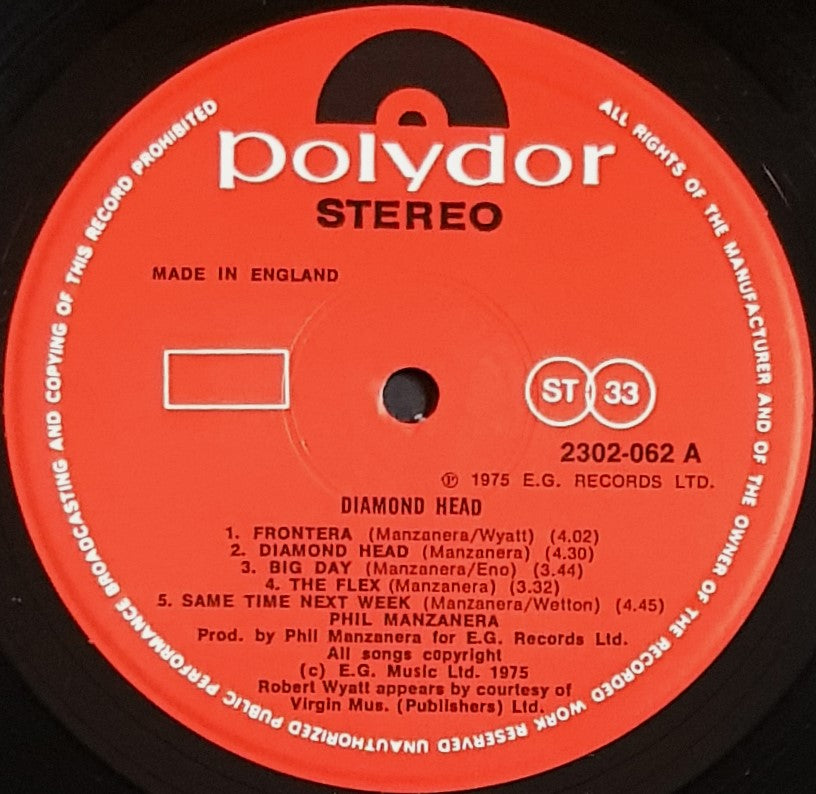 polydor
STEREO
MADE IN ENGLAND
ST 33
2302-062 A
℗ 1975 E.G. RECORDS LTD.
DIAMOND HEAD
1. FRONTERA (Manzanera/Wyatt) (4.02)
2. DIAMOND HEAD (Manzanera) (4.30)
3. BIG DAY (Manzanera/Eno) (3.44)
4. THE FLEX (Manzanera) (3.32)
5. SAME TIME NEXT WEEK (Manzanera/Wetton) (4.45)
PHIL MANZANERA
Prod. by Phil Manzanera for E.G. Records Ltd.
All songs copyright
(c) E.G. Music Ltd. 1975
Robert Wyatt appears by courtesy of
Virgin Mus. (Publishers) Ltd.
ALL RIGHTS OF THE MANUFACTURER AND OF THE OWNER OF THE RECORDED WORK RESERVED UNAUTHORIZED PUBLIC PERFORMANCE BROADCASTING AND COPYING OF THIS RECORD PROHIBITED